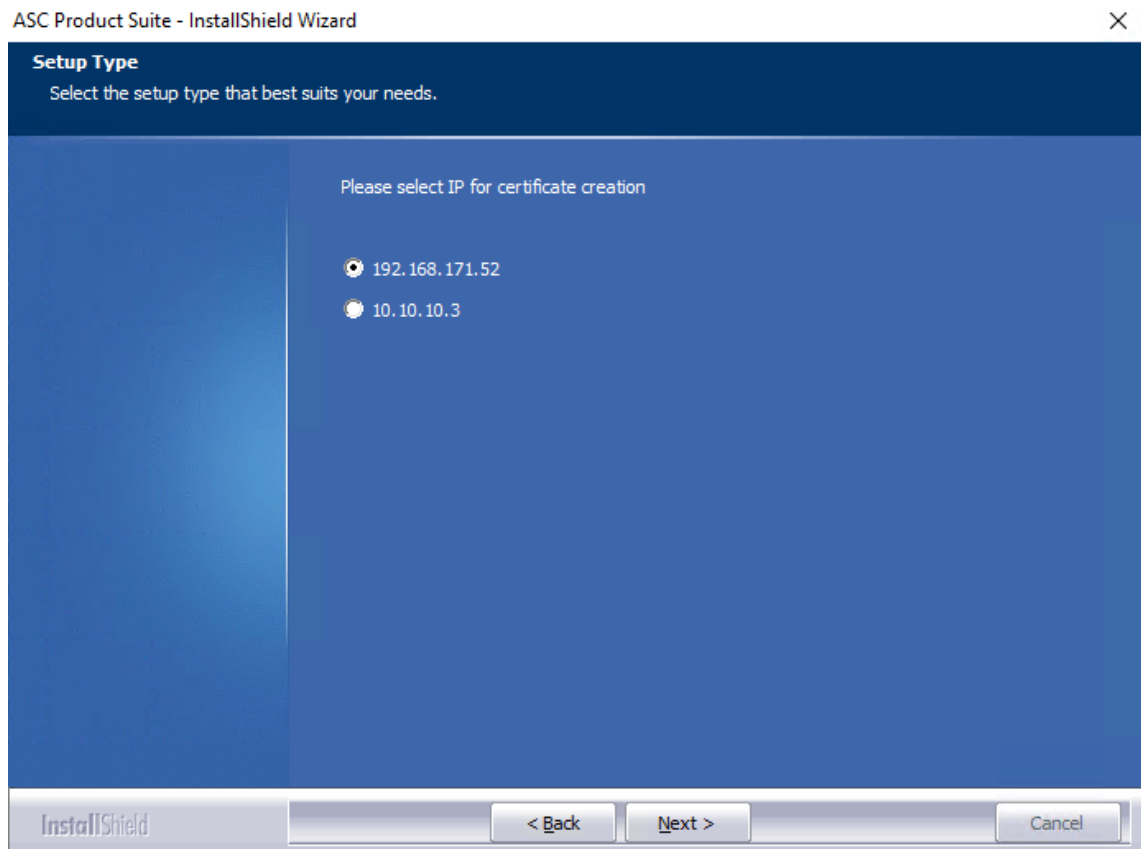 ASC Product Suite - InstallShield Wizard
Setup Type
Select the setup type that best suits your needs.
Please select IP for certificate creation
192.168.171.52
10.10.10.3
InstallShield
< Back
Next >
Cancel